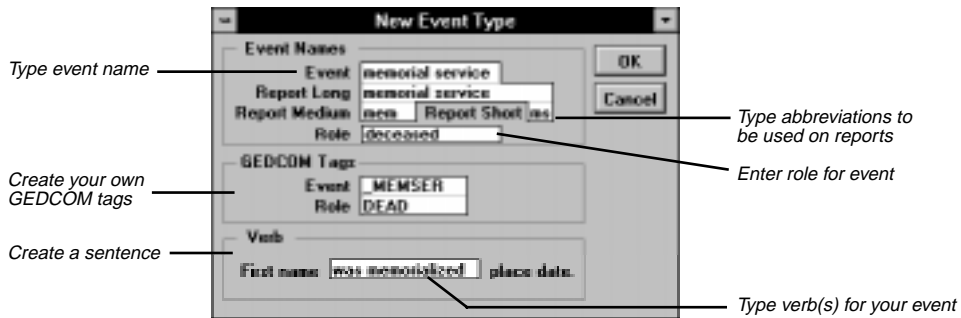 New Event Type
Event Names
OK
Type event name
Event memorial service
Report Long memorial service
Cancel
Report Medium mem Report Short ms
Type abbreviations to
be used on reports
Role deceased
Enter role for event
GEDCOM Tags
Create your own
GEDCOM tags
Event _MEMSER
Role DEAD
Verb
Create a sentence
First name was memorialized place date.
Type verb(s) for your event